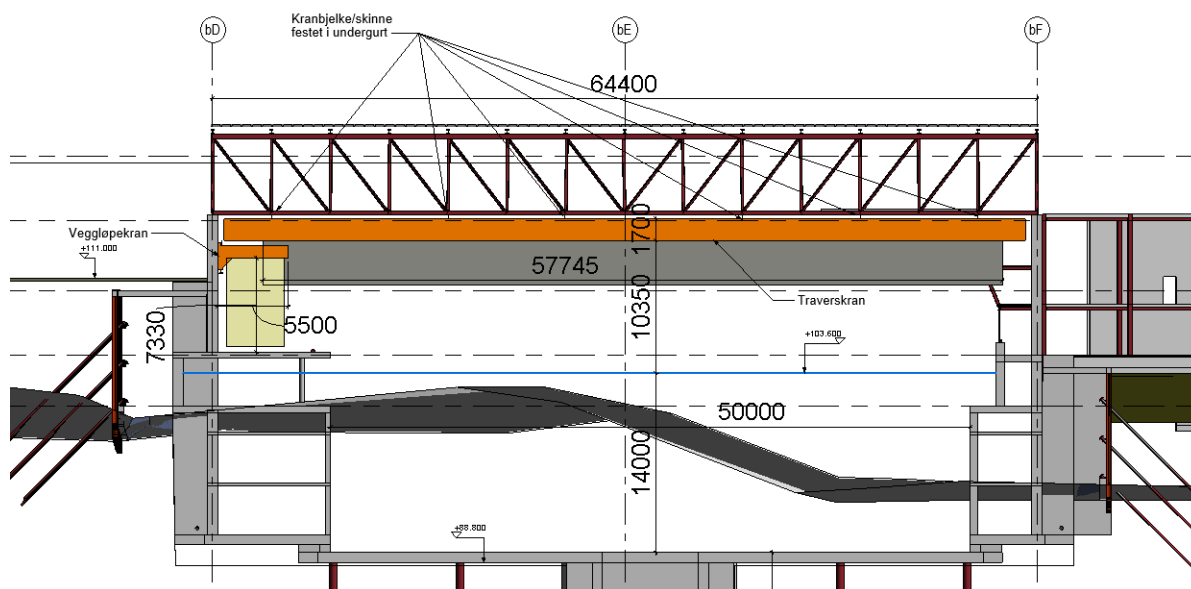 bD
Kranbjelke/skinne
festet i undergurt
bE
bF
64400
Veggløpekran
+111.000
1700
57745
10350
Traverskran
7330
5500
+103.600
50000
14000
+88.800